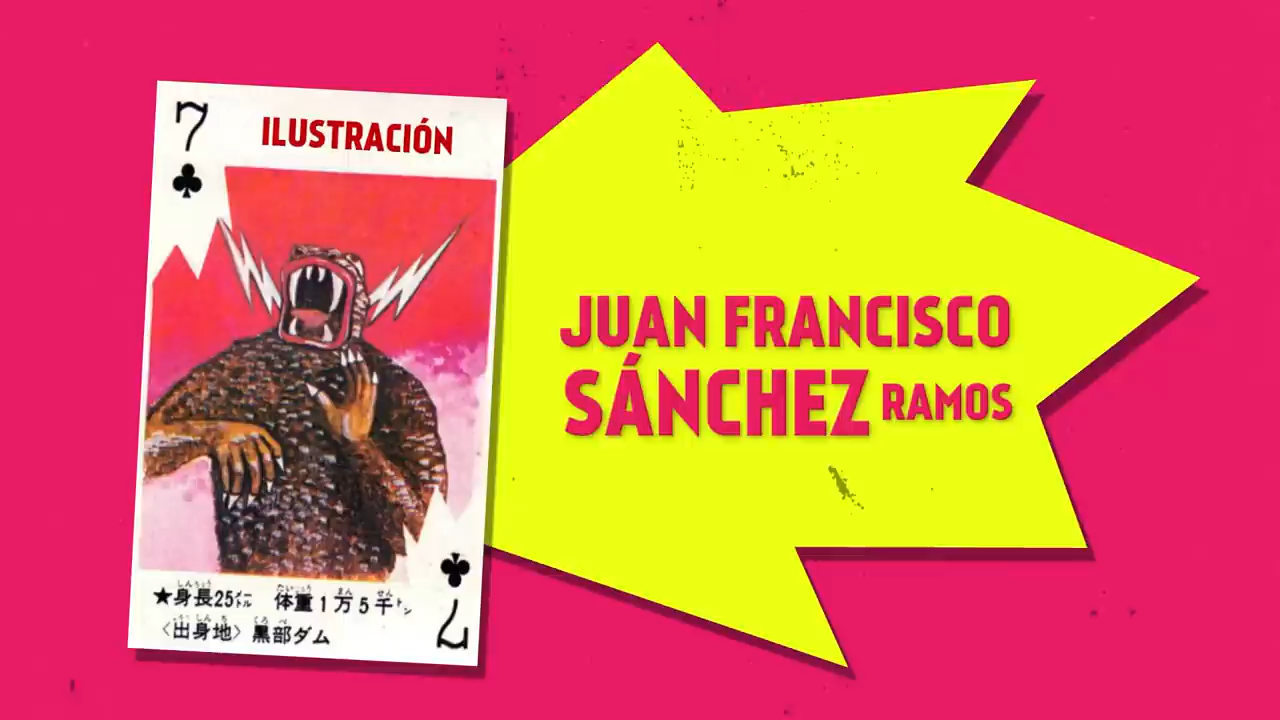 7
ILUSTRACIÓN
★身長25メートル 体重1万5千トン
〈出身地〉黒部ダム
7
JUAN FRANCISCO
SÁNCHEZ RAMOS